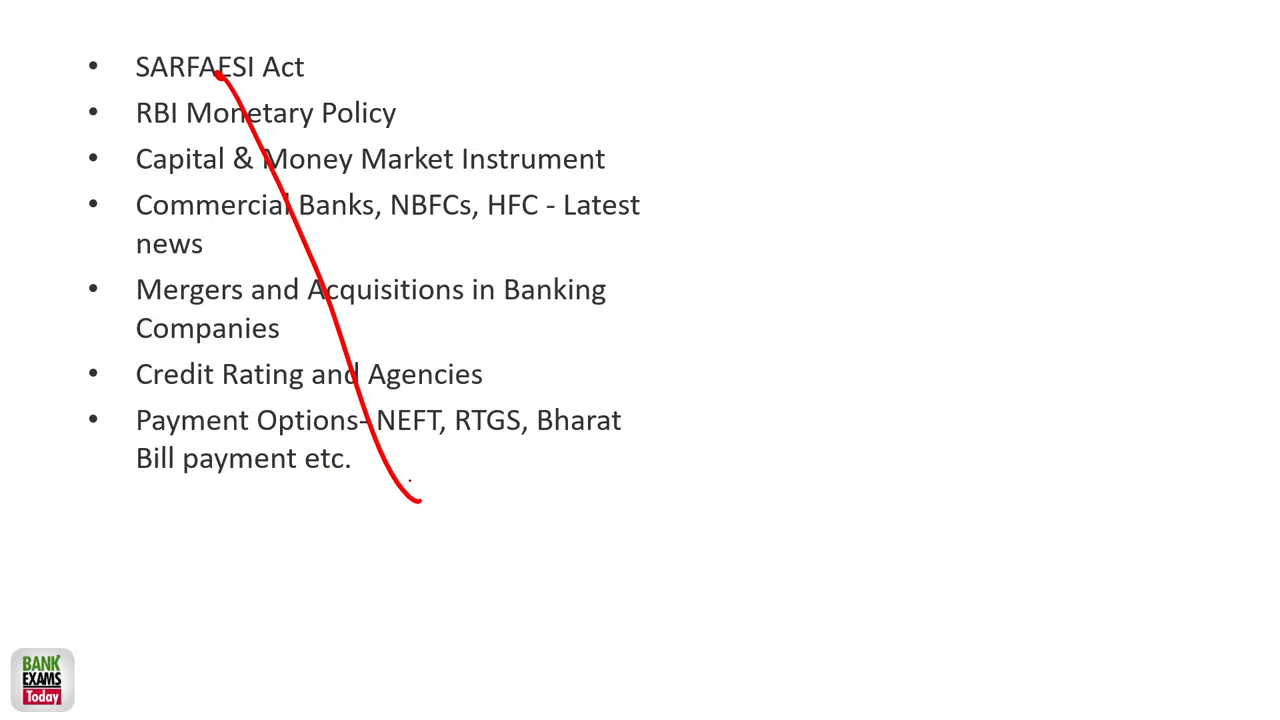 • SARFAESI Act
• RBI Monetary Policy
• Capital & Money Market Instrument
• Commercial Banks, NBFCs, HFC - Latest
news
• Mergers and Acquisitions in Banking
Companies
• Credit Rating and Agencies
• Payment Options- NEFT, RTGS, Bharat
Bill payment etc.
BANK
EXAMS
Today